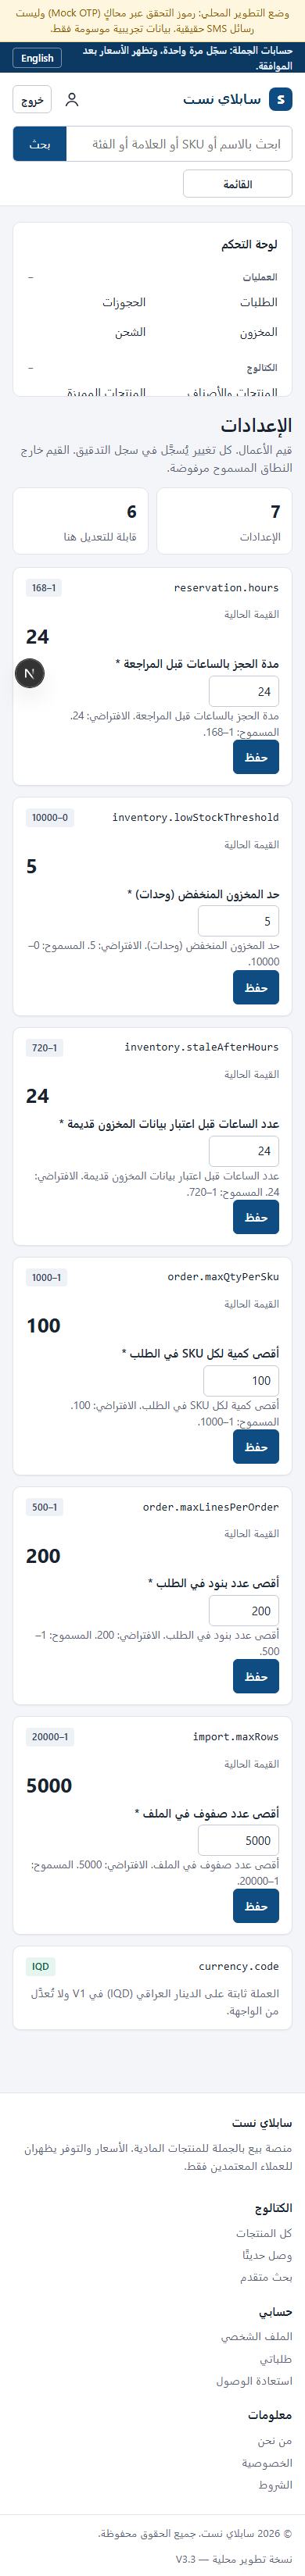 وضع التطوير المحلي: رموز التحقق عبر محاكٍ (Mock OTP) وليست
رسائل SMS حقيقية. بيانات تجريبية موسومة فقط.
حسابات الجملة: سجّل مرة واحدة، وتظهر الأسعار بعد
الموافقة.
English
S
سابلاي نست
خروج
ابحث بالاسم أو SKU أو العلامة أو الفئة
بحث
القائمة
لوحة التحكم
العمليات –
الطلبات الحجوزات
المخزون الشحن
الكتالوج –
المنتجات والأصناف المنتجات المميزة
الإعدادات
قيم الأعمال. كل تغيير يُسجَّل في سجل التدقيق. القيم خارج
النطاق المسموح مرفوضة.
7
الإعدادات
6
قابلة للتعديل هنا
reservation.hours
1–168
القيمة الحالية
24
مدة الحجز بالساعات قبل المراجعة *
24
مدة الحجز بالساعات قبل المراجعة. الافتراضي: 24.
المسموح: 1–168.
حفظ
inventory.lowStockThreshold
0–10000
القيمة الحالية
5
حد المخزون المنخفض (وحدات) *
5
حد المخزون المنخفض (وحدات). الافتراضي: 5. المسموح: 0–
10000.
حفظ
inventory.staleAfterHours
1–720
القيمة الحالية
24
عدد الساعات قبل اعتبار بيانات المخزون قديمة *
24
عدد الساعات قبل اعتبار بيانات المخزون قديمة. الافتراضي:
24. المسموح: 1–720.
حفظ
order.maxQtyPerSku
1–1000
القيمة الحالية
100
أقصى كمية لكل SKU في الطلب *
100
أقصى كمية لكل SKU في الطلب. الافتراضي: 100.
المسموح: 1–1000.
حفظ
order.maxLinesPerOrder
1–500
القيمة الحالية
200
أقصى عدد بنود في الطلب *
200
أقصى عدد بنود في الطلب. الافتراضي: 200. المسموح: 1–
500.
حفظ
import.maxRows
1–20000
القيمة الحالية
5000
أقصى عدد صفوف في الملف *
5000
أقصى عدد صفوف في الملف. الافتراضي: 5000. المسموح:
1–20000.
حفظ
currency.code
IQD
العملة ثابتة على الدينار العراقي (IQD) في V1 ولا تُعدَّل
من الواجهة.
سابلاي نست
منصة بيع بالجملة للمنتجات المادية. الأسعار والتوفر يظهران
للعملاء المعتمدين فقط.
الكتالوج
كل المنتجات
وصل حديثًا
بحث متقدم
حسابي
الملف الشخصي
طلباتي
استعادة الوصول
معلومات
من نحن
الخصوصية
الشروط
© 2026 سابلاي نست. جميع الحقوق محفوظة.
نسخة تطوير محلية — V3.3